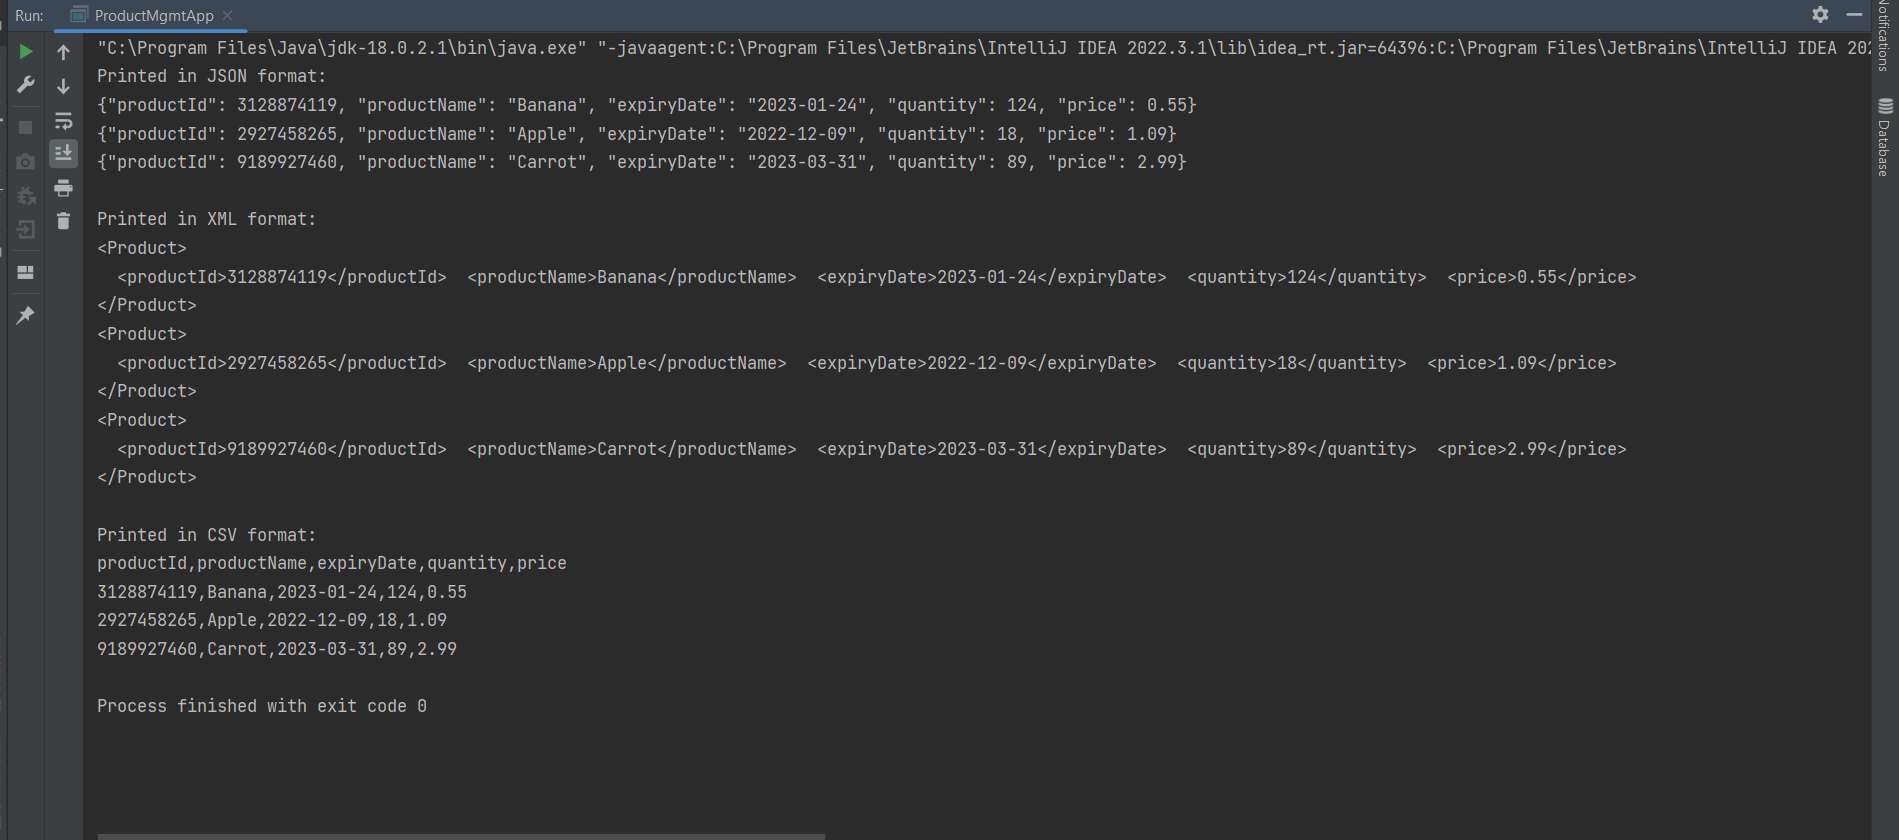 Run: ProductMgmtApp
"C:\Program Files\Java\jdk-18.0.2.1\bin\java.exe" "-javaagent:C:\Program Files\JetBrains\IntelliJ IDEA 2022.3.1\lib\idea_rt.jar=64396:C:\Program Files\JetBrains\IntelliJ IDEA 202
Printed in JSON format:
{"productId": 3128874119, "productName": "Banana", "expiryDate": "2023-01-24", "quantity": 124, "price": 0.55}
{"productId": 2927458265, "productName": "Apple", "expiryDate": "2022-12-09", "quantity": 18, "price": 1.09}
{"productId": 9189927460, "productName": "Carrot", "expiryDate": "2023-03-31", "quantity": 89, "price": 2.99}
Printed in XML format:
<Product>
  <productId>3128874119</productId>  <productName>Banana</productName>  <expiryDate>2023-01-24</expiryDate>  <quantity>124</quantity>  <price>0.55</price>
</Product>
<Product>
  <productId>2927458265</productId>  <productName>Apple</productName>  <expiryDate>2022-12-09</expiryDate>  <quantity>18</quantity>  <price>1.09</price>
</Product>
<Product>
  <productId>9189927460</productId>  <productName>Carrot</productName>  <expiryDate>2023-03-31</expiryDate>  <quantity>89</quantity>  <price>2.99</price>
</Product>
Printed in CSV format:
productId,productName,expiryDate,quantity,price
3128874119,Banana,2023-01-24,124,0.55
2927458265,Apple,2022-12-09,18,1.09
9189927460,Carrot,2023-03-31,89,2.99
Process finished with exit code 0
Notifications
Database